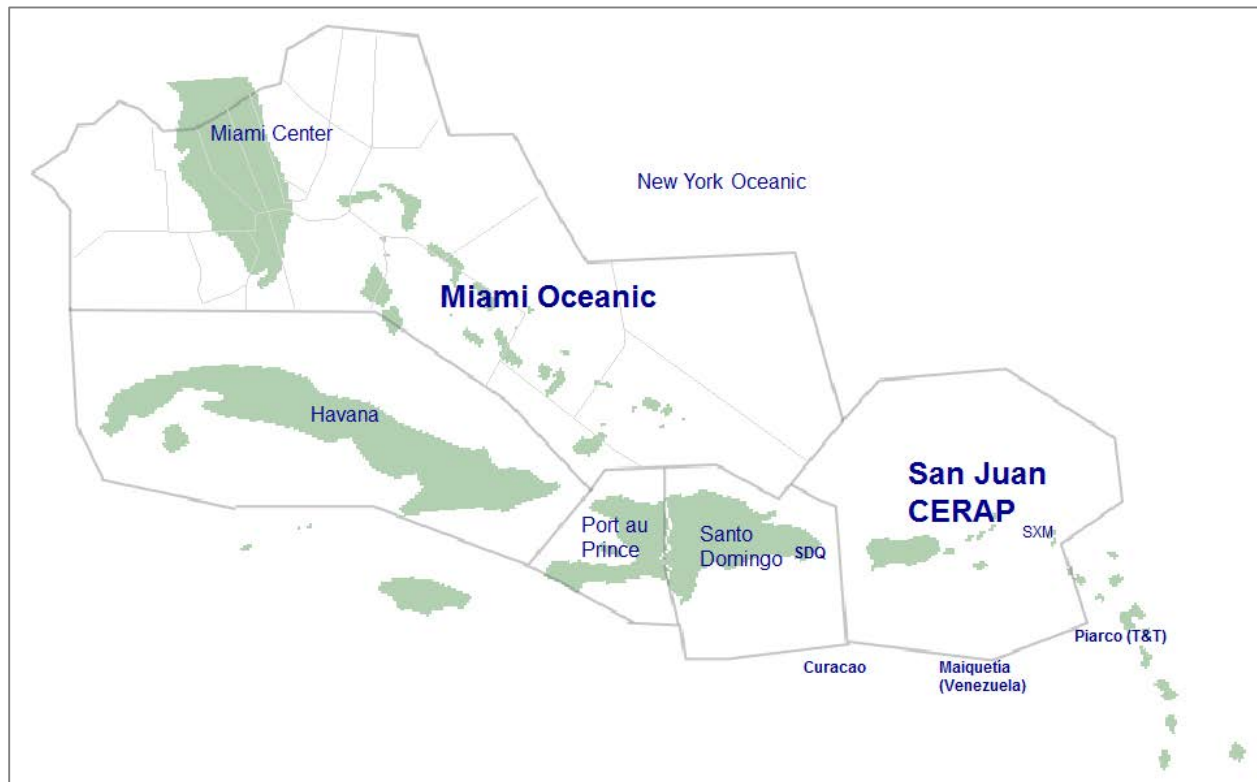 Miami Center
New York Oceanic
Miami Oceanic
Havana
San Juan
CERAP
SXM
Port au
Prince
Santo
Domingo
SDQ
Piarco (T&T)
Curacao
Maiquetia
(Venezuela)